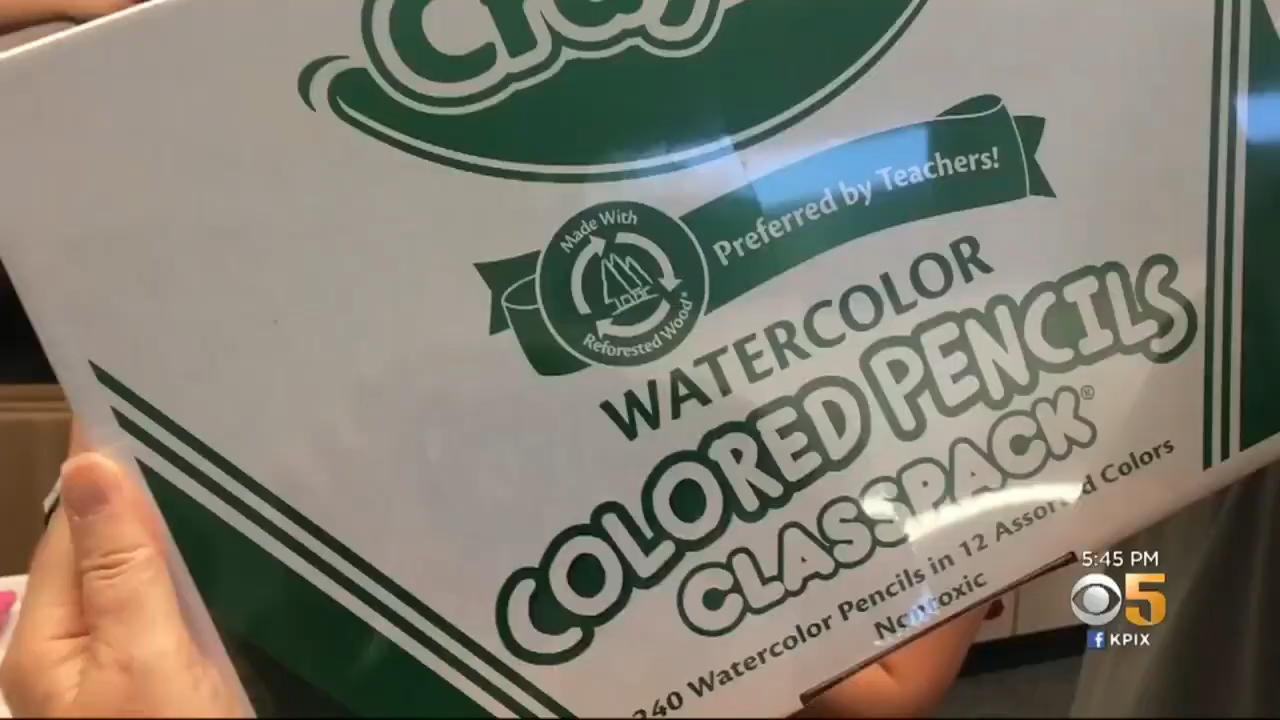 Cray
Preferred by Teachers!
Made With
Reforested Wood®
WATERCOLOR
COLORED PENCILS
CLASSPACK®
240 Watercolor Pencils in 12 Assorted Colors
Nontoxic
5:45 PM
5
f KPIX